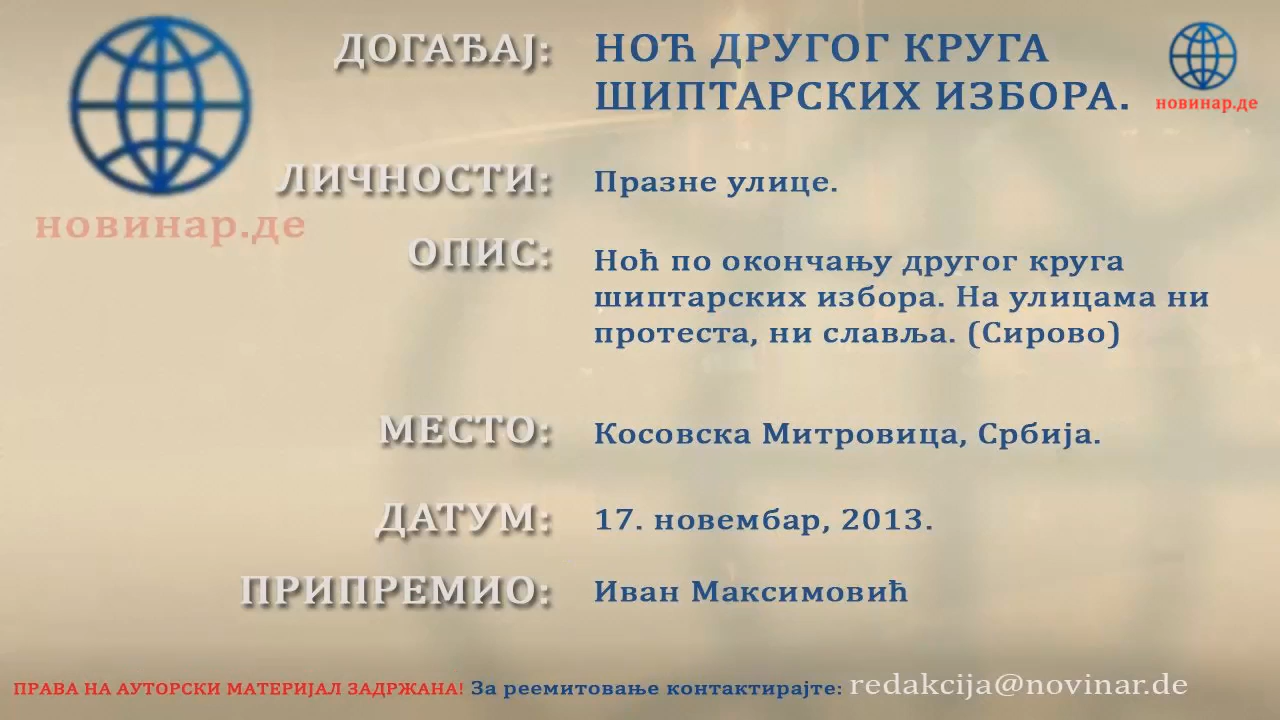 ДОГАЂАЈ: НОЋ ДРУГОГ КРУГА
ШИПТАРСКИХ ИЗБОРА.
новинар.де
новинар.де
ЛИЧНОСТИ: Празне улице.
ОПИС: Ноћ по окончању другог круга
шиптарских избора. На улицама ни
протеста, ни славља. (Сирово)
МЕСТО: Косовска Митровица, Србија.
ДАТУМ: 17. новембар, 2013.
ПРИПРЕМИО: Иван Максимовић
ПРАВА НА АУТОРСКИ МАТЕРИЈАЛ ЗАДРЖАНА! За реемитовање контактирајте: redakcija@novinar.de